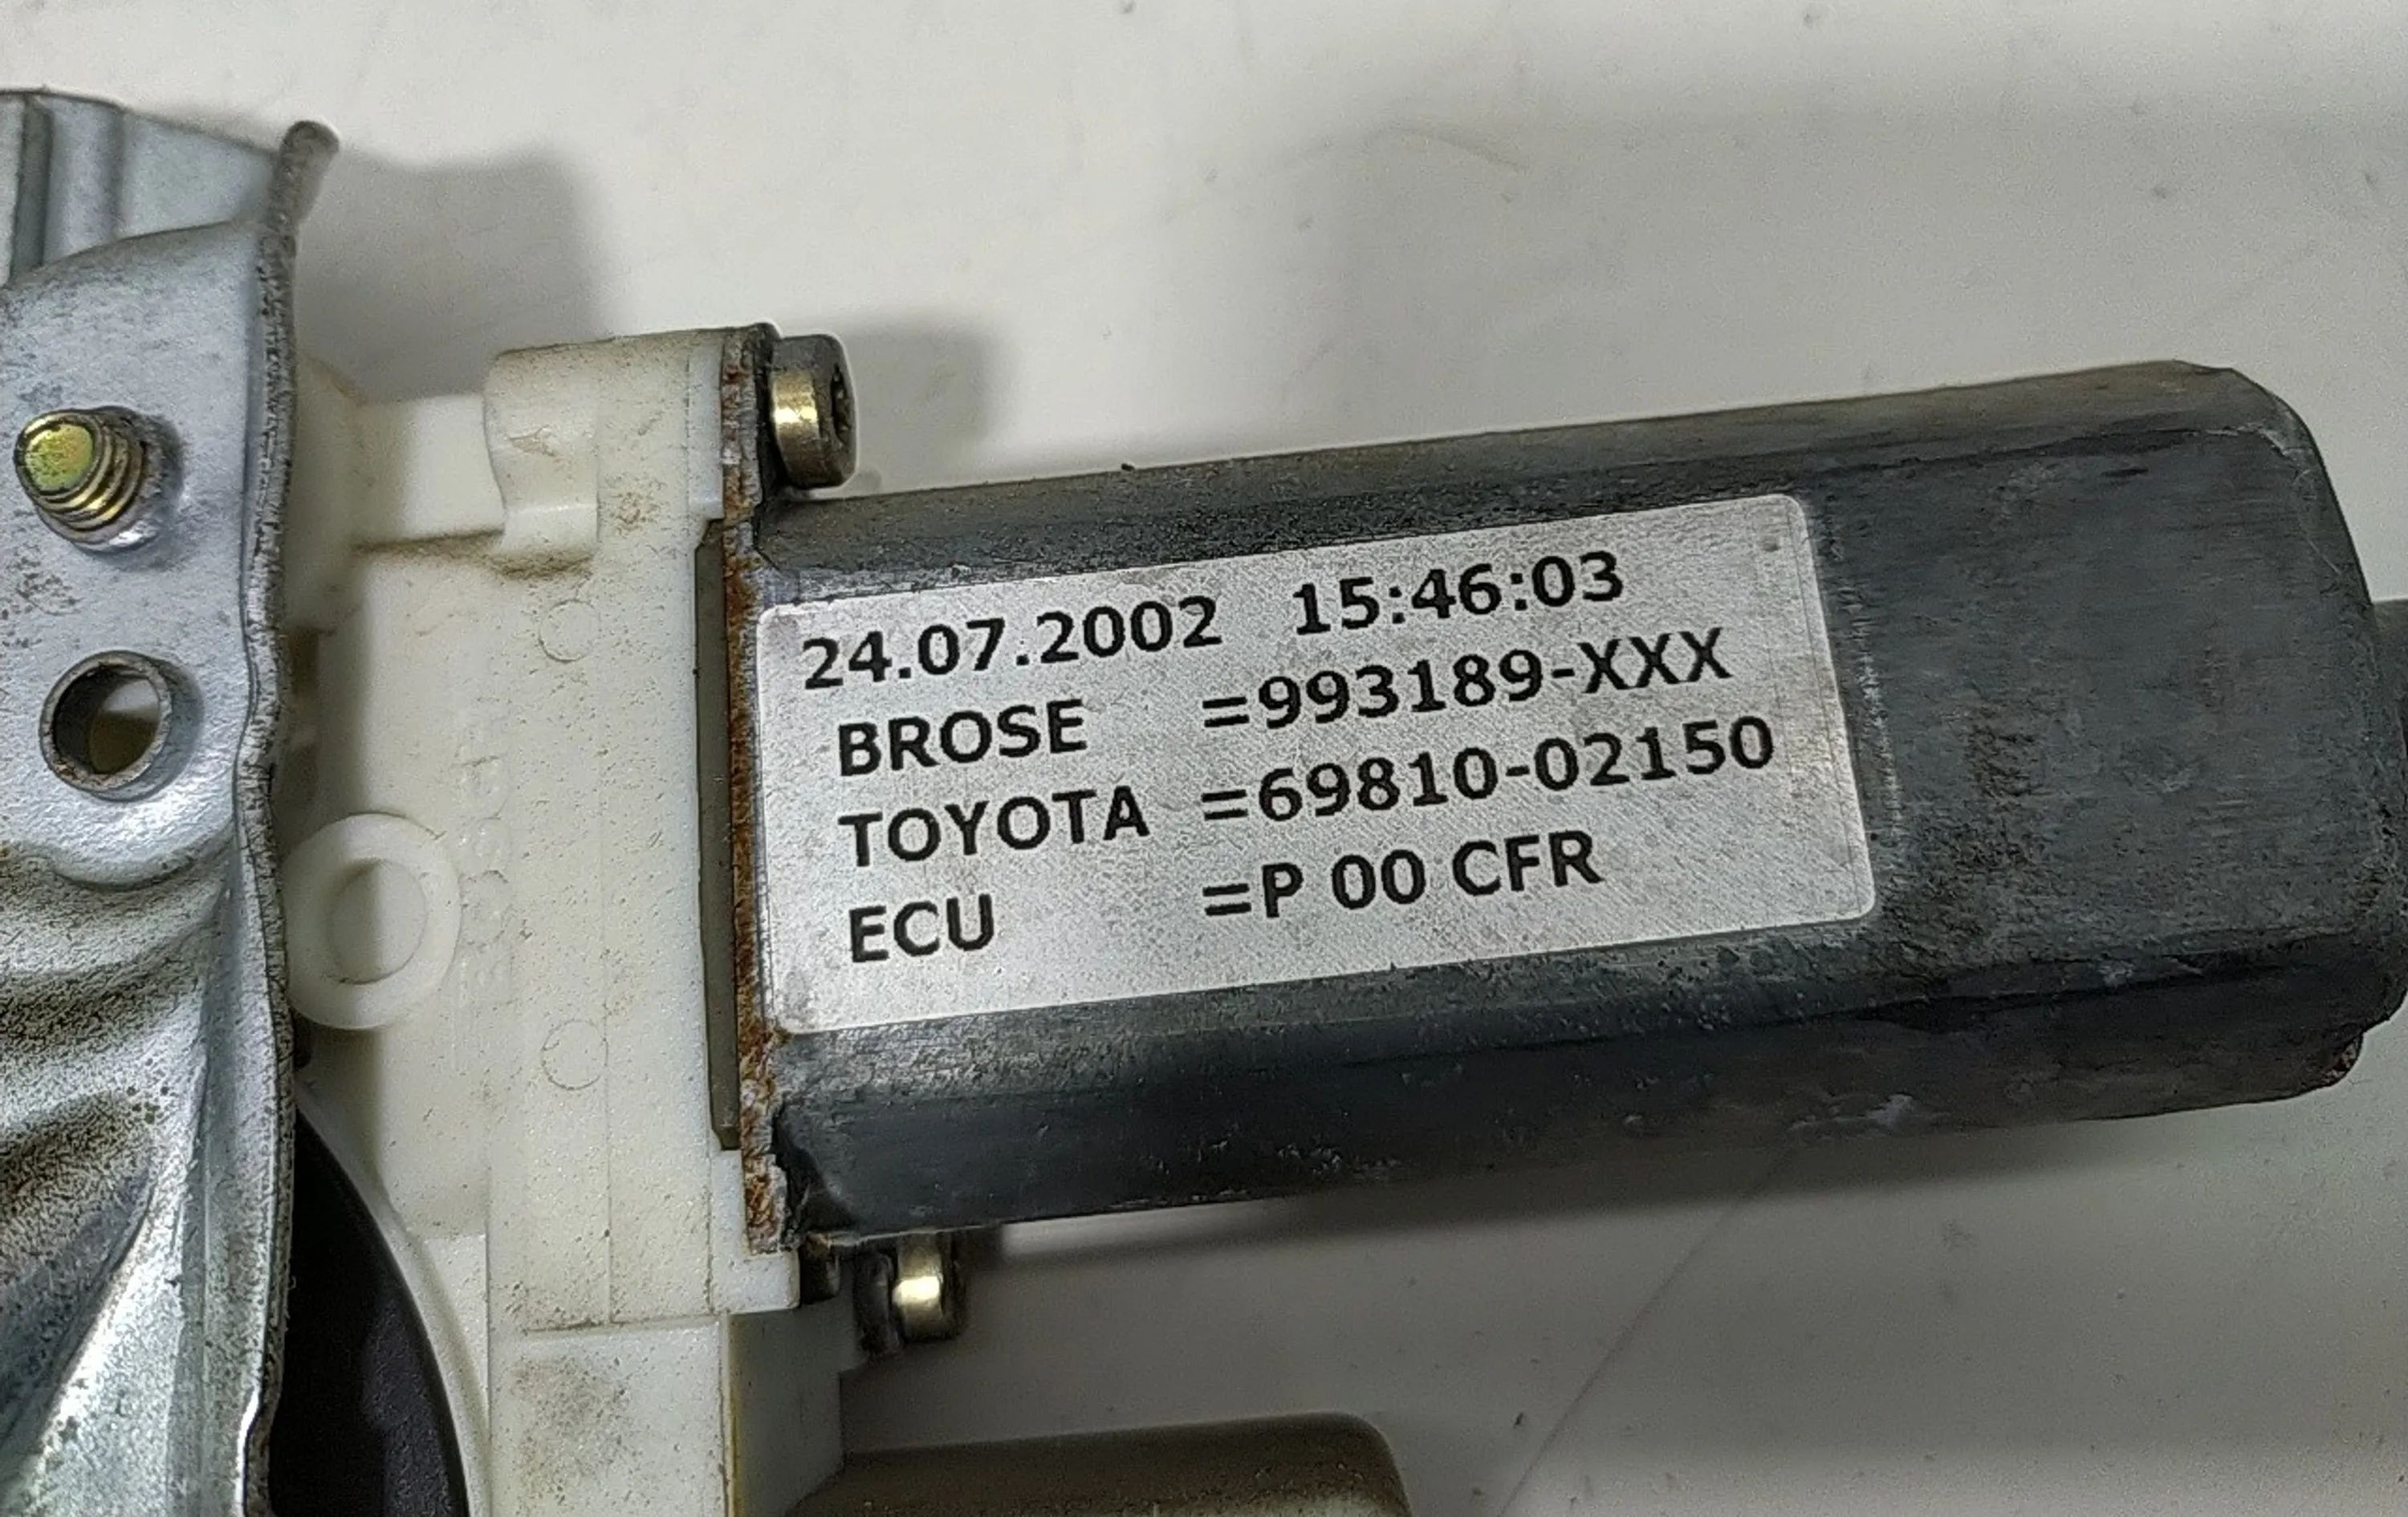 24.07.2002 15:46:03
BROSE =993189-XXX
TOYOTA =69810-02150
ECU =P 00 CFR